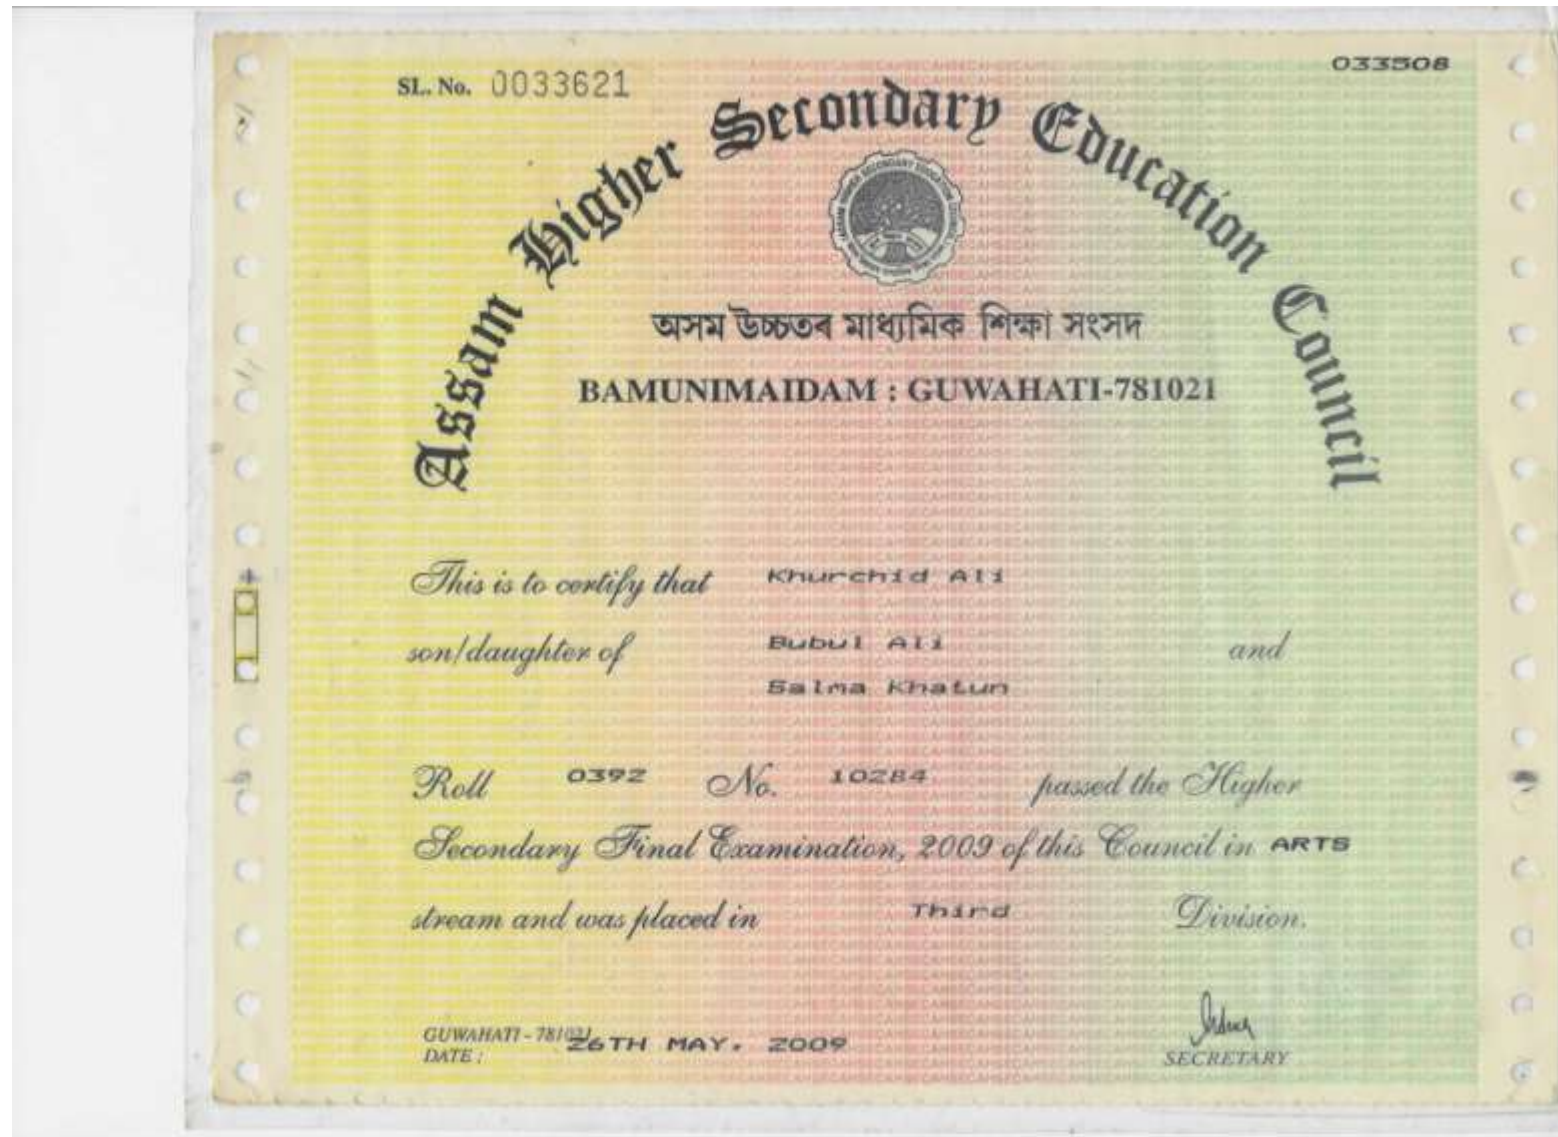 SL. No. 0033621
033508
Assam Higher Secondary Education Council
অসম উচ্চতৰ মাধ্যমিক শিক্ষা সংসদ
BAMUNIMAIDAM : GUWAHATI-781021
This is to certify that Khurchid Ali
son/daughter of Bubul Ali and
Salma Khatun
Roll 0392 No. 10284 passed the Higher
Secondary Final Examination, 2009 of this Council in ARTS
stream and was placed in Third Division.
GUWAHATI - 781021
DATE : 26TH MAY. 2009
SECRETARY